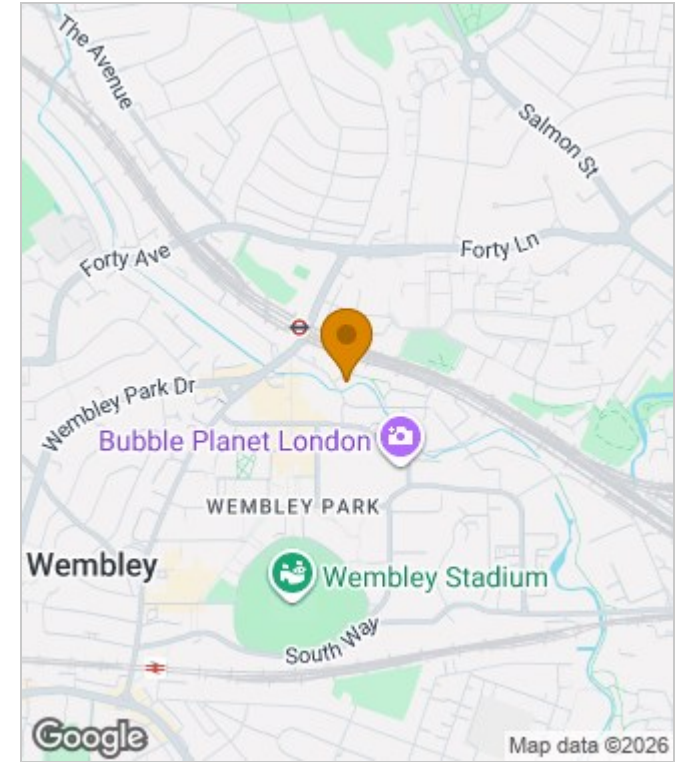 The Avenue
Salmon St
Forty Ave
Forty Ln
Wembley Park Dr
Bubble Planet London
WEMBLEY PARK
Wembley
Wembley Stadium
South Way
Google
Map data ©2026